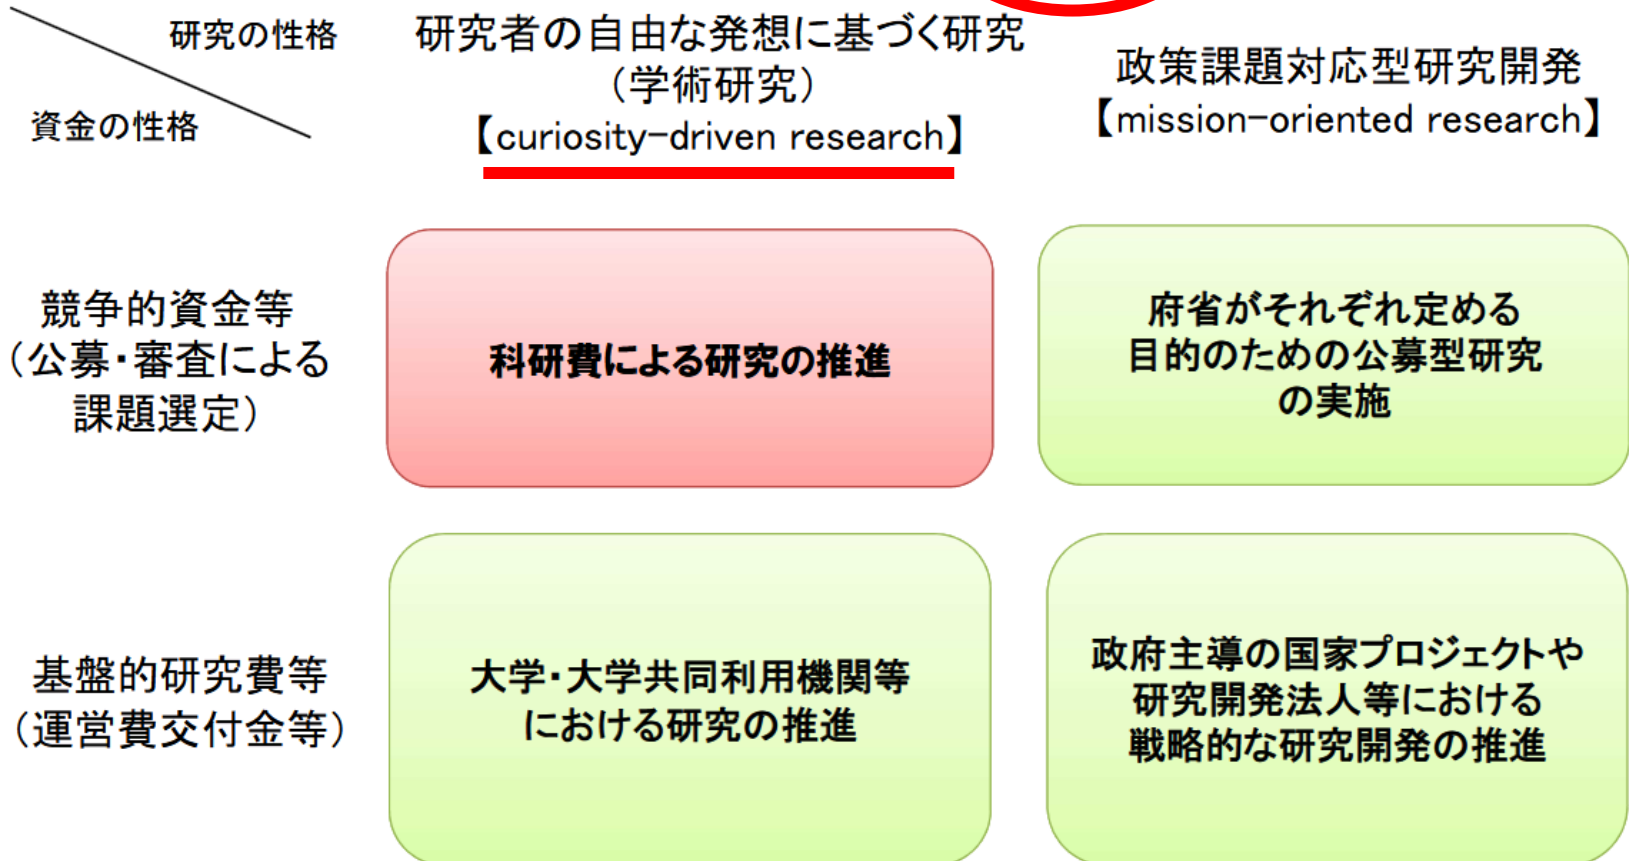 研究の性格
資金の性格
研究者の自由な発想に基づく研究
(学術研究)
【curiosity-driven research】
政策課題対応型研究開発
【mission-oriented research】
競争的資金等
(公募・審査による
課題選定)
科研費による研究の推進
府省がそれぞれ定める
目的のための公募型研究
の実施
基盤的研究費等
(運営費交付金等)
大学・大学共同利用機関等
における研究の推進
政府主導の国家プロジェクトや
研究開発法人等における
戦略的な研究開発の推進